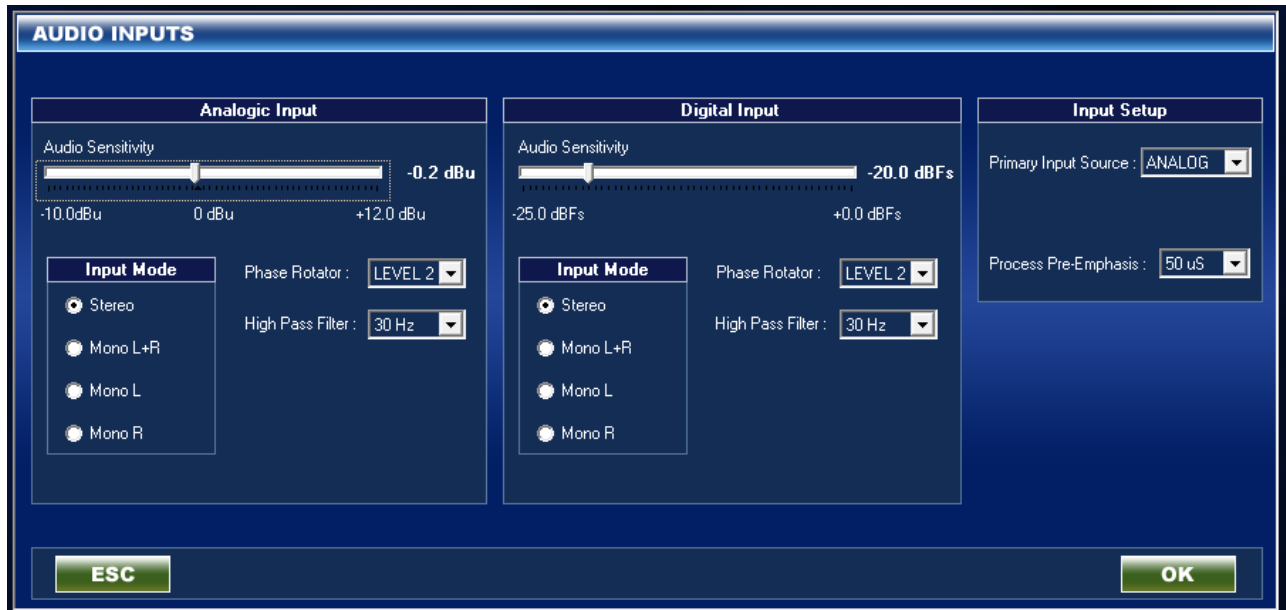 AUDIO INPUTS
Analogic Input
Audio Sensitivity
-0.2 dBu
-10.0dBu 0 dBu +12.0 dBu
Input Mode
Stereo
Mono L+R
Mono L
Mono R
Phase Rotator : LEVEL 2
High Pass Filter : 30 Hz
Digital Input
Audio Sensitivity
-20.0 dBFs
-25.0 dBFs +0.0 dBFs
Input Mode
Stereo
Mono L+R
Mono L
Mono R
Phase Rotator : LEVEL 2
High Pass Filter : 30 Hz
Input Setup
Primary Input Source : ANALOG
Process Pre-Emphasis : 50 uS
ESC OK